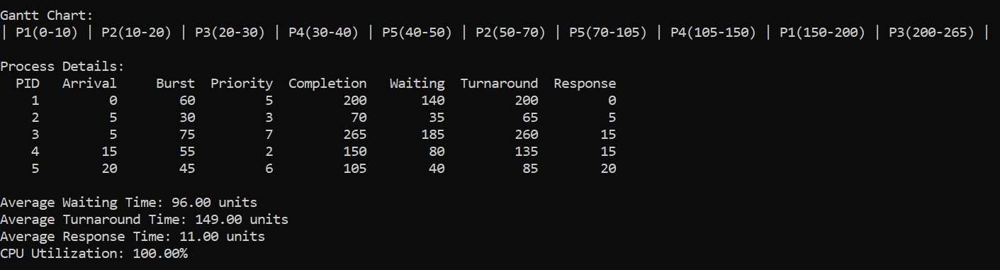 Gantt Chart:
| P1(0-10) | P2(10-20) | P3(20-30) | P4(30-40) | P5(40-50) | P2(50-70) | P5(70-105) | P4(105-150) | P1(150-200) | P3(200-265) |
Process Details:
PID Arrival Burst Priority Completion Waiting Turnaround Response
1 0 60 5 200 140 200 0
2 5 30 3 70 35 65 5
3 5 75 7 265 185 260 15
4 15 55 2 150 80 135 15
5 20 45 6 105 40 85 20
Average Waiting Time: 96.00 units
Average Turnaround Time: 149.00 units
Average Response Time: 11.00 units
CPU Utilization: 100.00%